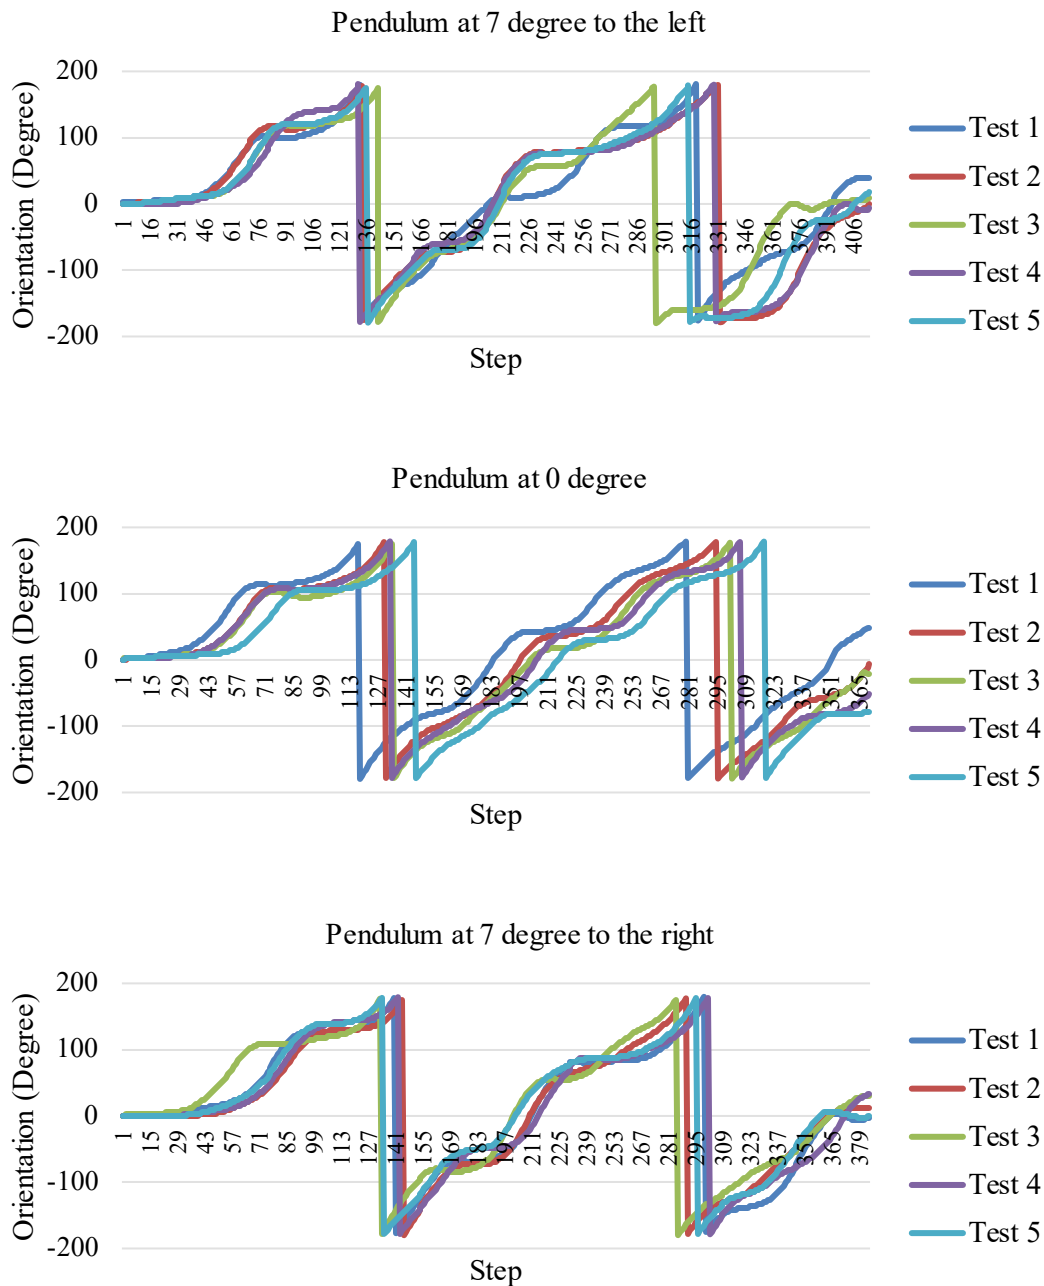 Pendulum at 7 degree to the left
Orientation (Degree)
200
100
0
-100
-200
1 16 31 46 61 76 91 106 121 136 151 166 181 196 211 226 241 256 271 286 301 316 331 346 361 376 391 406
Step
Test 1
Test 2
Test 3
Test 4
Test 5
Pendulum at 0 degree
Orientation (Degree)
200
100
0
-100
-200
1 15 29 43 57 71 85 99 113 127 141 155 169 183 197 211 225 239 253 267 281 295 309 323 337 351 365
Step
Test 1
Test 2
Test 3
Test 4
Test 5
Pendulum at 7 degree to the right
Orientation (Degree)
200
100
0
-100
-200
1 15 29 43 57 71 85 99 113 127 141 155 169 183 197 211 225 239 253 267 281 295 309 323 337 351 365 379
Step
Test 1
Test 2
Test 3
Test 4
Test 5